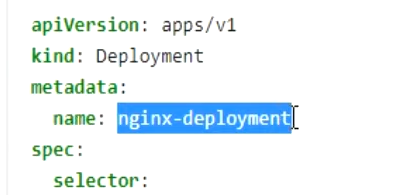 apiVersion: apps/v1
kind: Deployment
metadata:
  name: nginx-deployment
spec:
  selector: